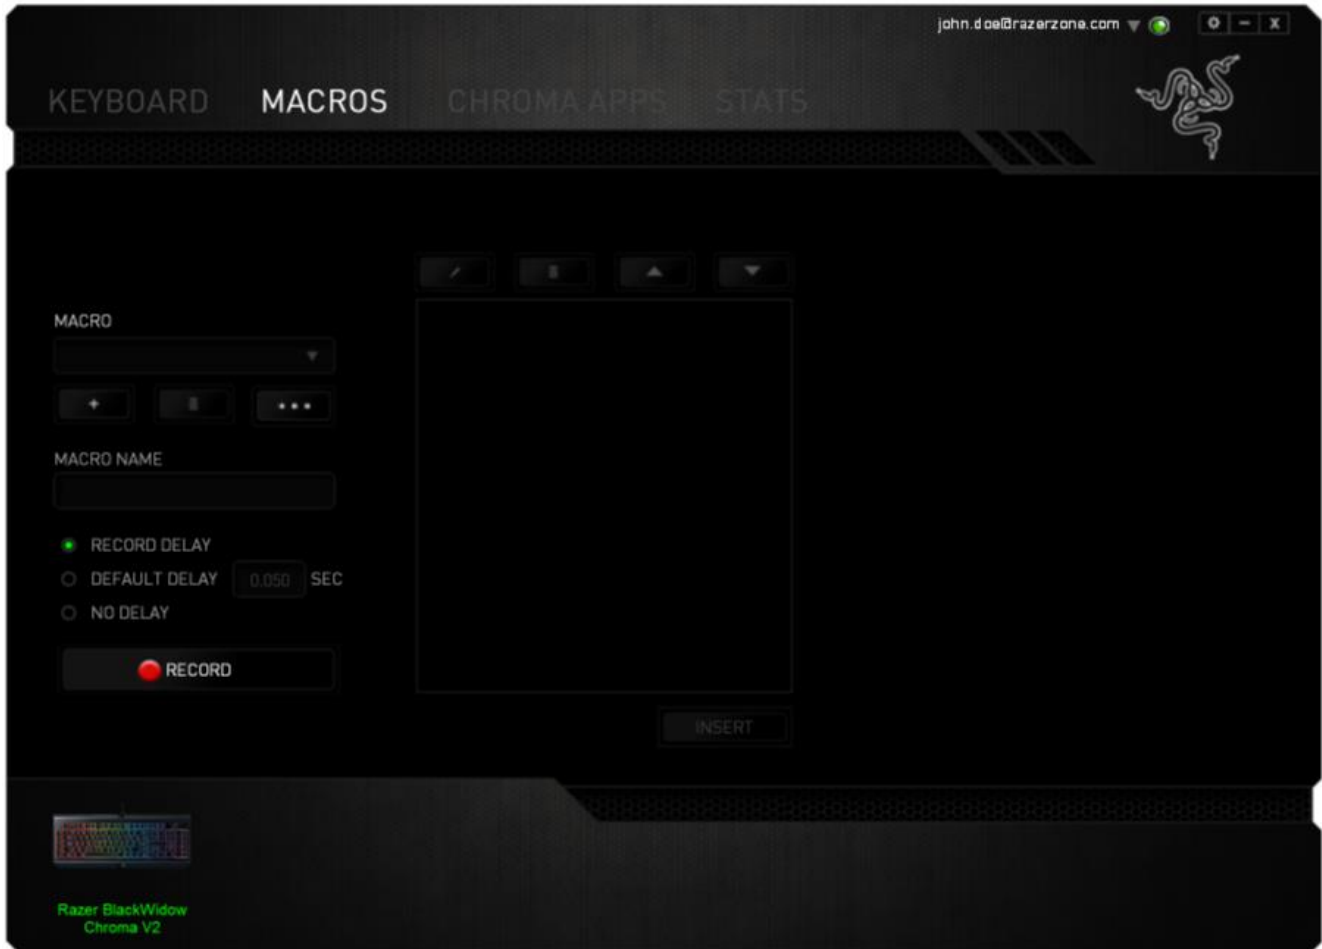 john.doe@razerzone.com
KEYBOARD MACROS CHROMA APPS STATS
MACRO
MACRO NAME
RECORD DELAY
DEFAULT DELAY 0.050 SEC
NO DELAY
RECORD
INSERT
Razer BlackWidow
Chroma V2